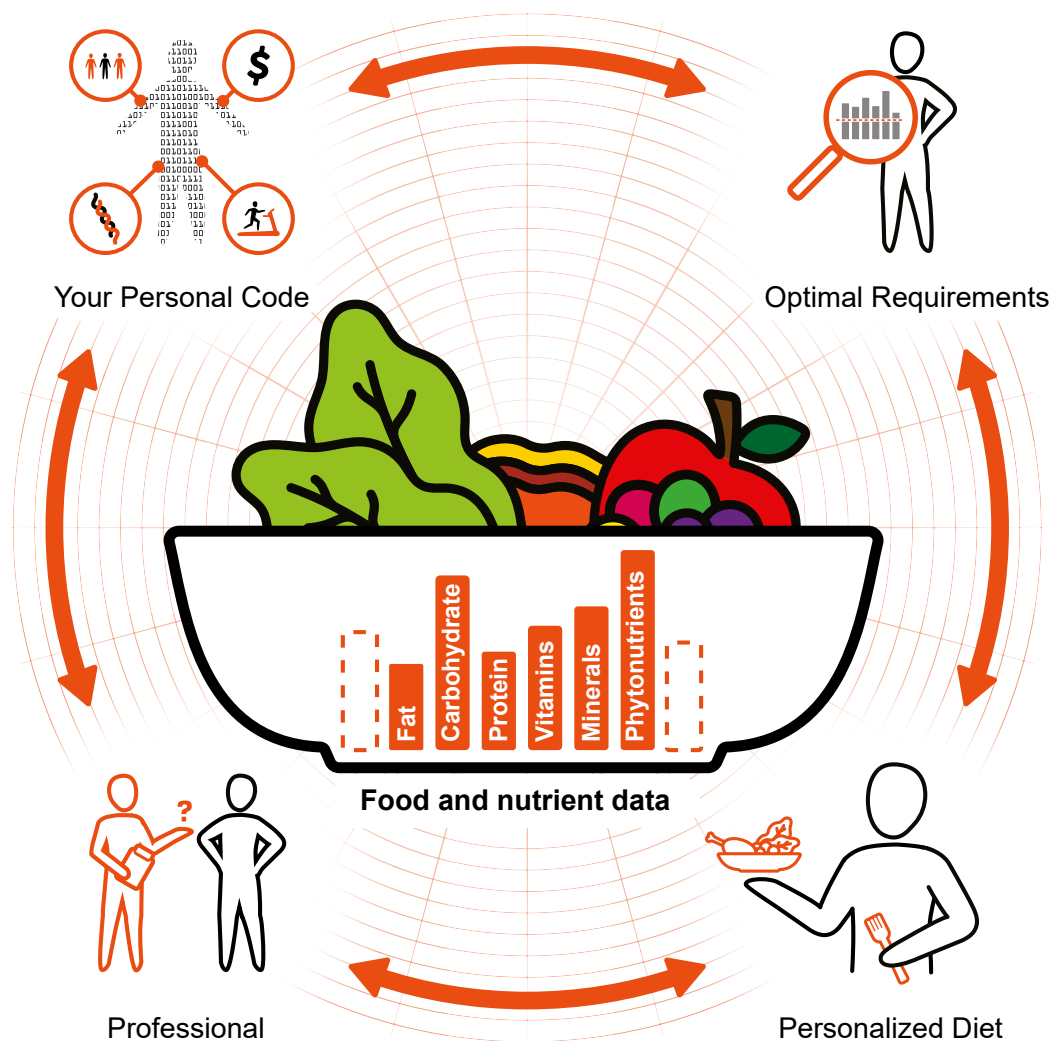 $
Your Personal Code
Optimal Requirements
Fat
Carbohydrate
Protein
Vitamins
Minerals
Phytonutrients
Food and nutrient data
?
Professional
Personalized Diet